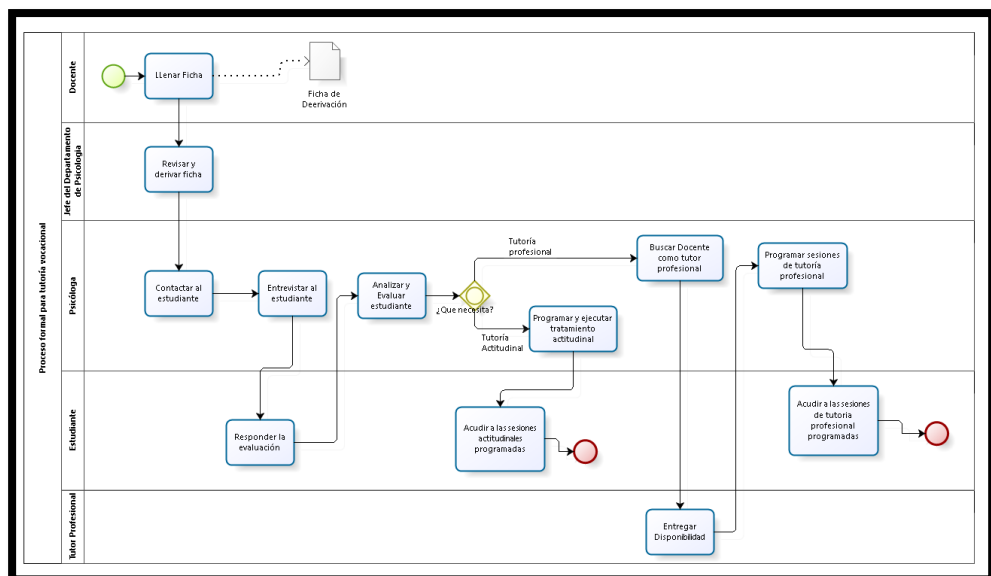 Proceso formal para tutoría vocacional
Docente
LLenar Ficha
Ficha de
Deerivación
Jefe del Departamento
de Psicologia
Revisar y
derivar ficha
Psicóloga
Contactar al
estudiante
Entrevistar al
estudiante
Analizar y
Evaluar
estudiante
¿Que necesita?
Tutoría
profesional
Tutoría
Actitudinal
Programar y ejecutar
tratamiento
actitudinal
Buscar Docente
como tutor
profesional
Programar sesiones
de tutoría
profesional
Estudiante
Responder la
evaluación
Acudir a las sesiones
actitudinales
programadas
Acudir a las sesiones
de tutoria
profesional
programadas
Tutor Profesional
Entregar
Disponibilidad